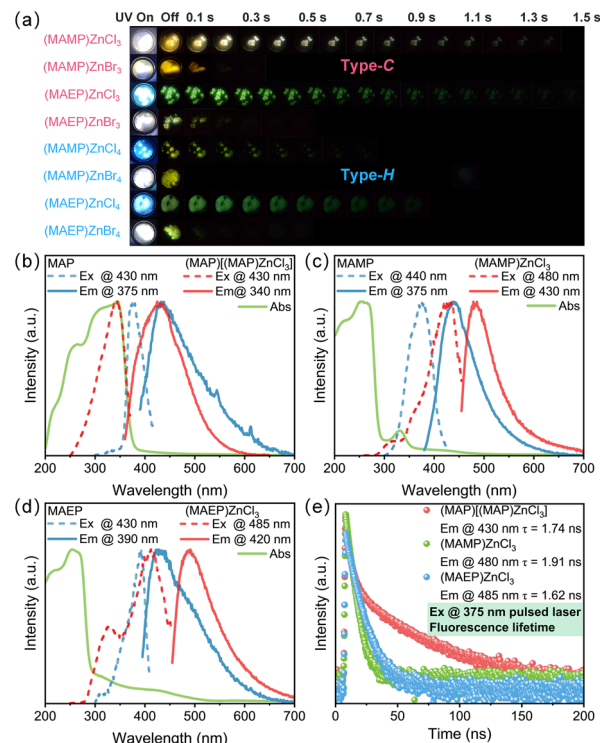 (a) UV On Off 0.1 s 0.3 s 0.5 s 0.7 s 0.9 s 1.1 s 1.3 s 1.5 s
(MAMP)ZnCl3
(MAMP)ZnBr3
Type-C
(MAEP)ZnCl3
(MAEP)ZnBr3
(MAMP)ZnCl4
(MAMP)ZnBr4
Type-H
(MAEP)ZnCl4
(MAEP)ZnBr4
(b)
MAP (MAP)[(MAP)ZnCl3]
Ex @ 430 nm Ex @ 430 nm
Em @ 375 nm Em@ 340 nm
Abs
Intensity (a.u.)
200 300 400 500 600 700
Wavelength (nm)
(c)
MAMP (MAMP)ZnCl3
Ex @ 440 nm Ex @ 480 nm
Em @ 375 nm Em @ 430 nm
Abs
Intensity (a.u.)
200 300 400 500 600 700
Wavelength (nm)
(d)
MAEP (MAEP)ZnCl3
Ex @ 430 nm Ex @ 485 nm
Em @ 390 nm Em @ 420 nm
Abs
Intensity (a.u.)
200 300 400 500 600 700
Wavelength (nm)
(e)
(MAP)[(MAP)ZnCl3]
Em @ 430 nm τ = 1.74 ns
(MAMP)ZnCl3
Em @ 480 nm τ = 1.91 ns
(MAEP)ZnCl3
Em @ 485 nm τ = 1.62 ns
Ex @ 375 nm pulsed laser
Fluorescence lifetime
Intensity (a.u.)
0 50 100 150 200
Time (ns)